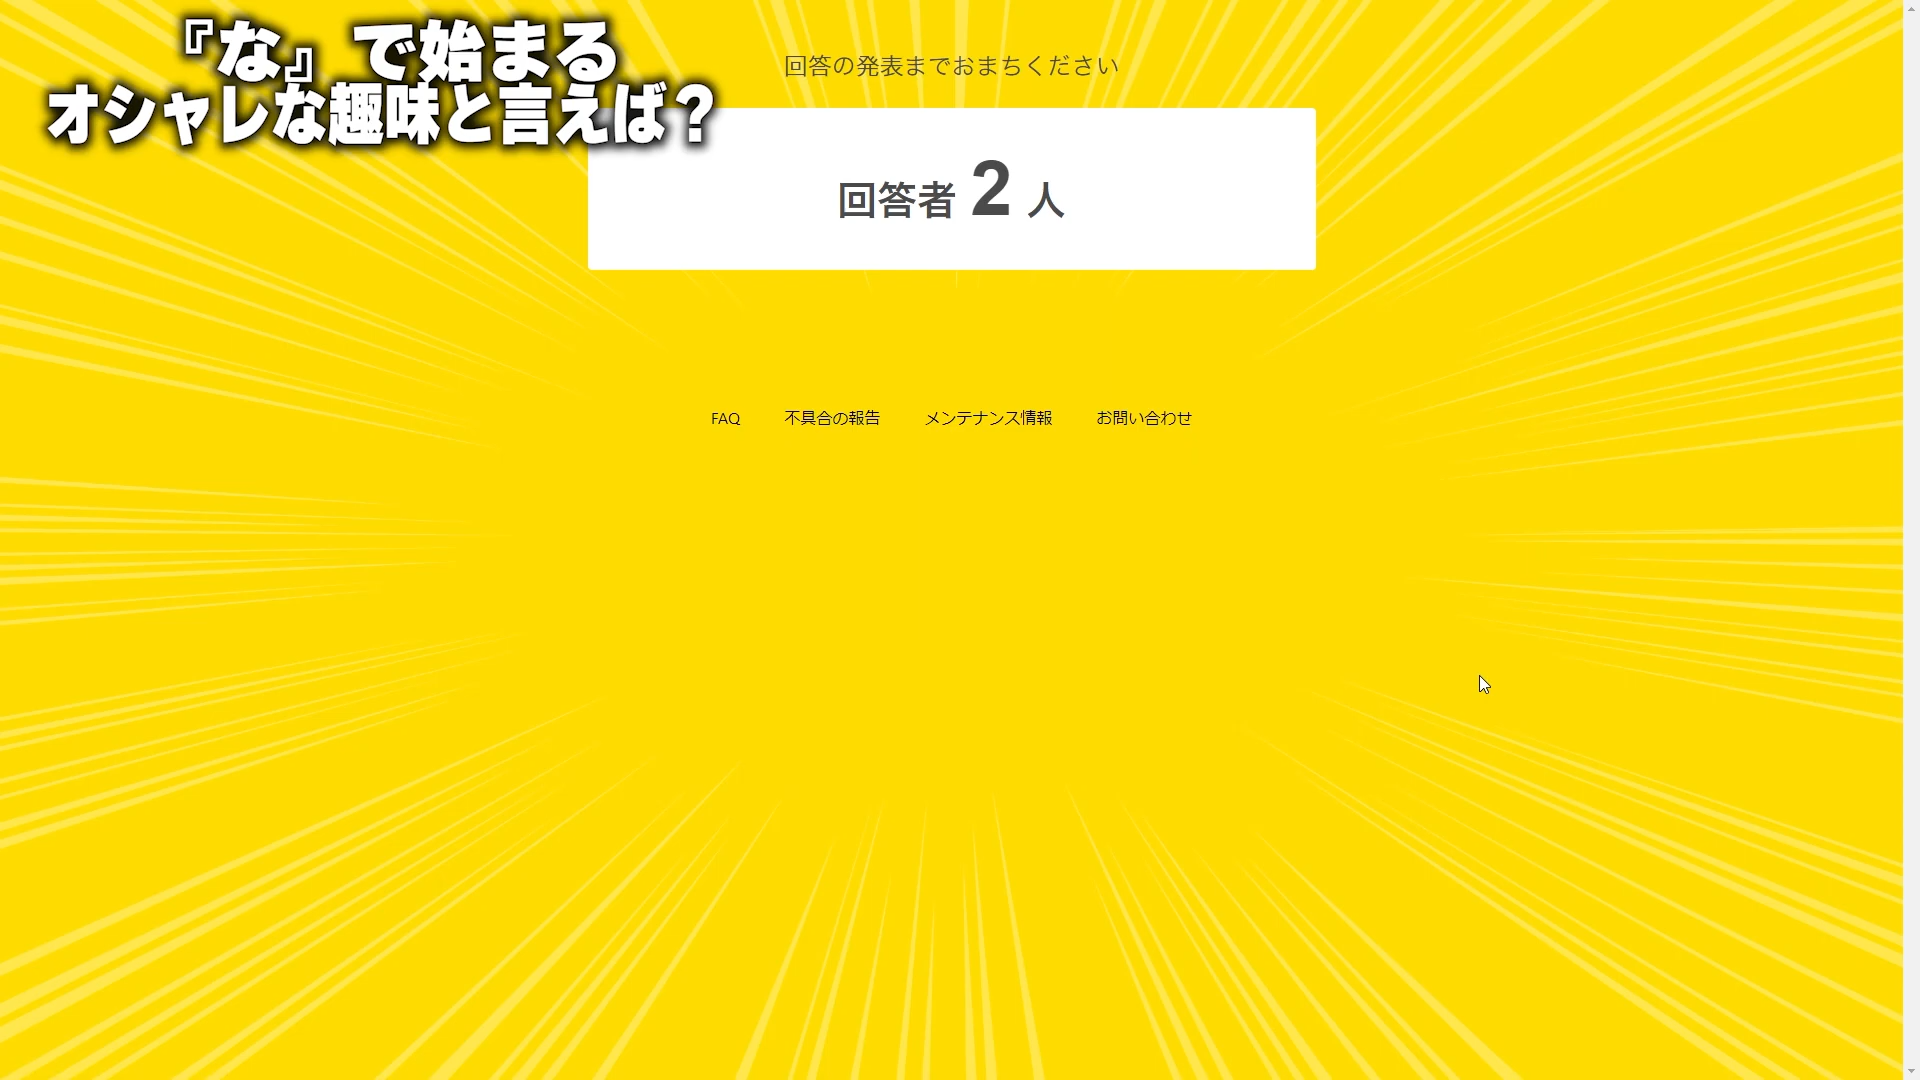 『な』で始まる
オシャレな趣味と言えば？
回答の発表までおまちください
回答者 2 人
FAQ 不具合の報告 メンテナンス情報 お問い合わせ